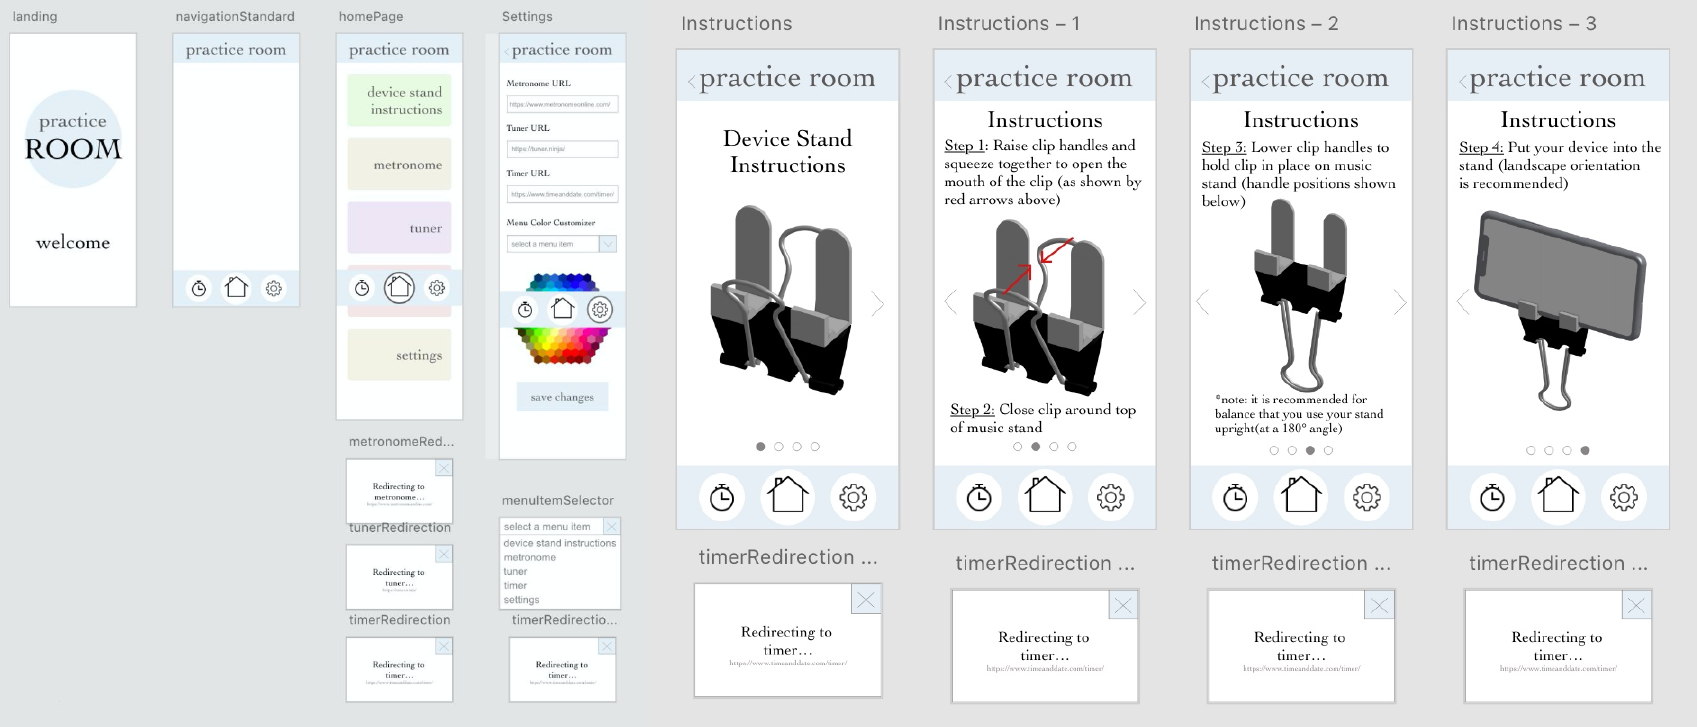 landing
practice
ROOM
welcome
navigationStandard
practice room
homePage
practice room
device stand
instructions
metronome
tuner
settings
metronomeRed...
Redirecting to
metronome...
tunerRedirection
Redirecting to
tuner...
timerRedirection
Redirecting to
timer...
https://www.timeanddate.com/timer/
Settings
practice room
Metronome URL
https://www.metronomeonline.com/
Tuner URL
https://tuner.ninja/
Timer URL
https://www.timeanddate.com/timer/
Menu Color Customizer
select a menu item
save changes
menuItemSelector
select a menu item
device stand instructions
metronome
tuner
timer
settings
timerRedirectio...
Redirecting to
timer...
https://www.timeanddate.com/timer/
Instructions
practice room
Device Stand
Instructions
timerRedirection ...
Redirecting to
timer...
https://www.timeanddate.com/timer/
Instructions – 1
practice room
Instructions
Step 1: Raise clip handles and
squeeze together to open the
mouth of the clip (as shown by
red arrows above)
Step 2: Close clip around top
of music stand
timerRedirection ...
Redirecting to
timer...
https://www.timeanddate.com/timer/
Instructions – 2
practice room
Instructions
Step 3: Lower clip handles to
hold clip in place on music
stand (handle positions shown
below)
*note: it is recommended for
balance that you use your stand
upright(at a 180° angle)
timerRedirection ...
Redirecting to
timer...
https://www.timeanddate.com/timer/
Instructions – 3
practice room
Instructions
Step 4: Put your device into the
stand (landscape orientation
is recommended)
timerRedirection ...
Redirecting to
timer...
https://www.timeanddate.com/timer/